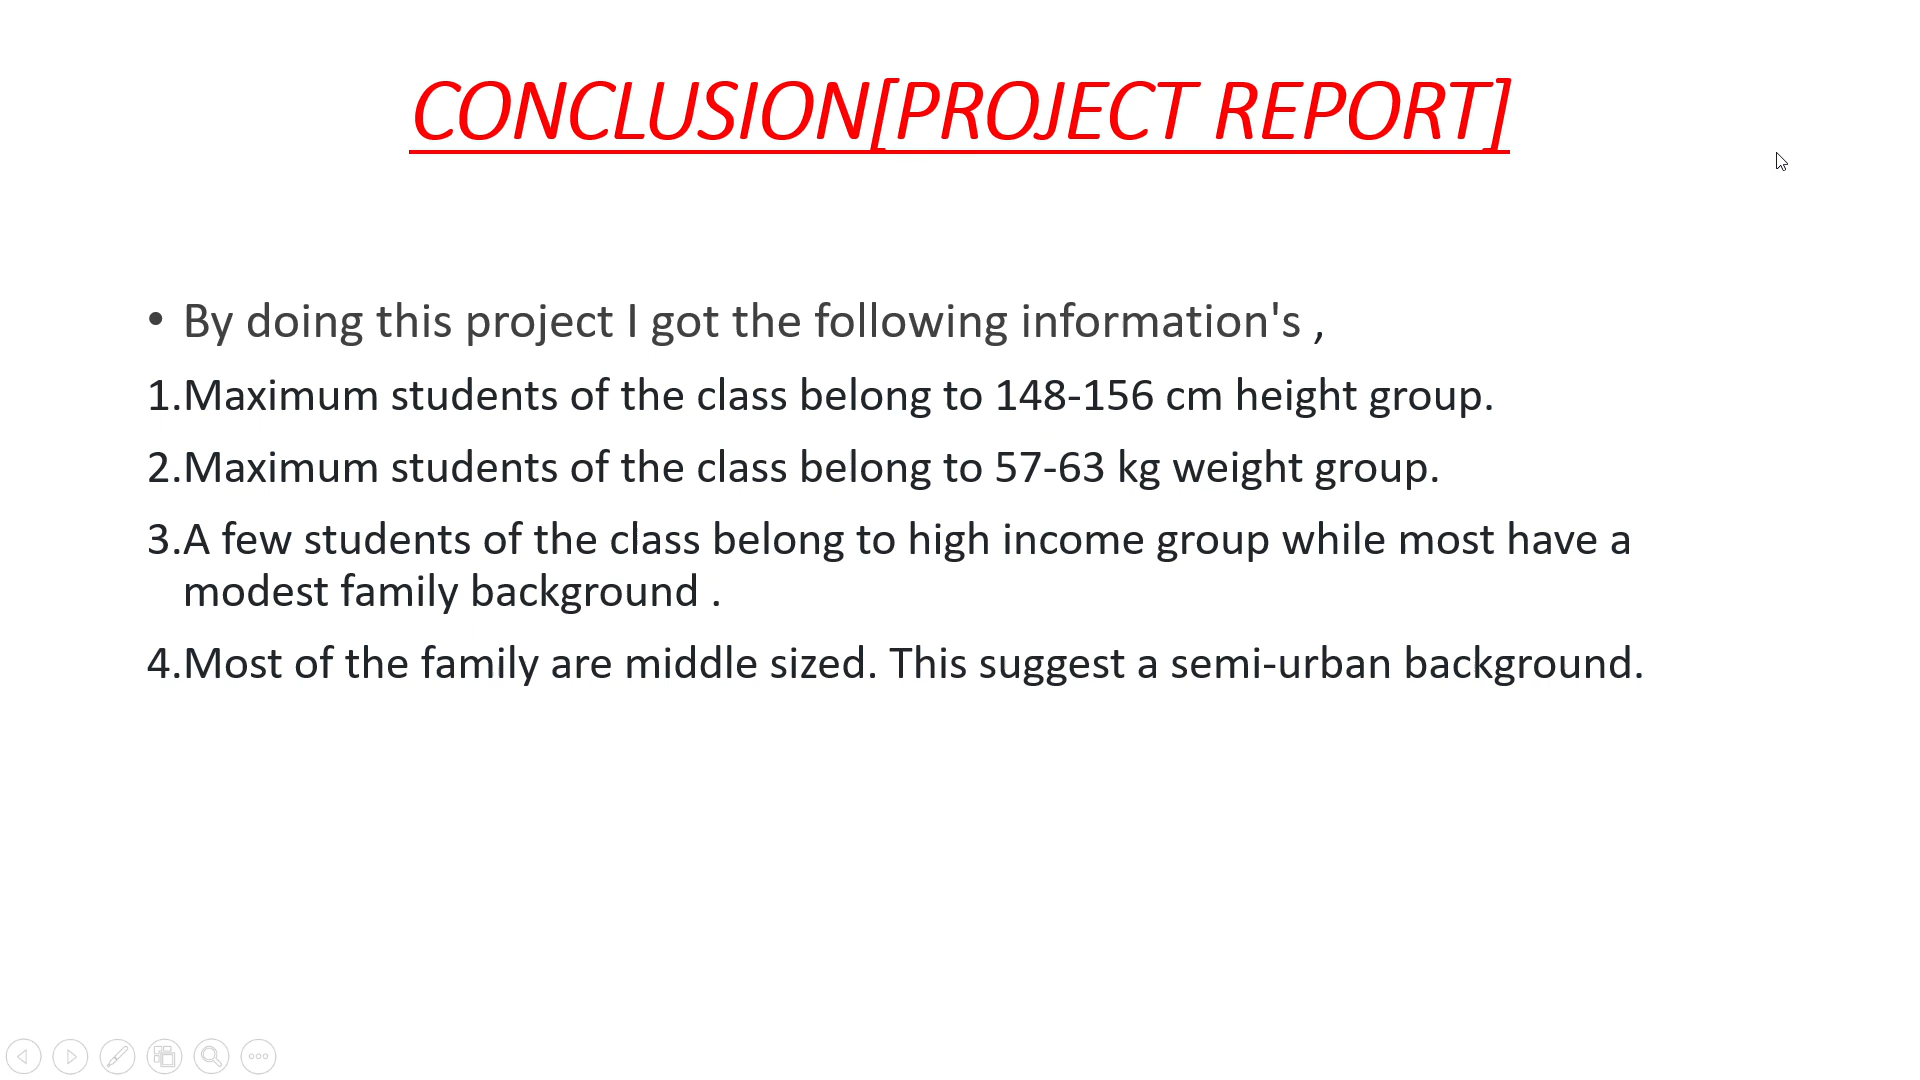 CONCLUSION[PROJECT REPORT]
• By doing this project I got the following information's ,
1.Maximum students of the class belong to 148-156 cm height group.
2.Maximum students of the class belong to 57-63 kg weight group.
3.A few students of the class belong to high income group while most have a
modest family background .
4.Most of the family are middle sized. This suggest a semi-urban background.